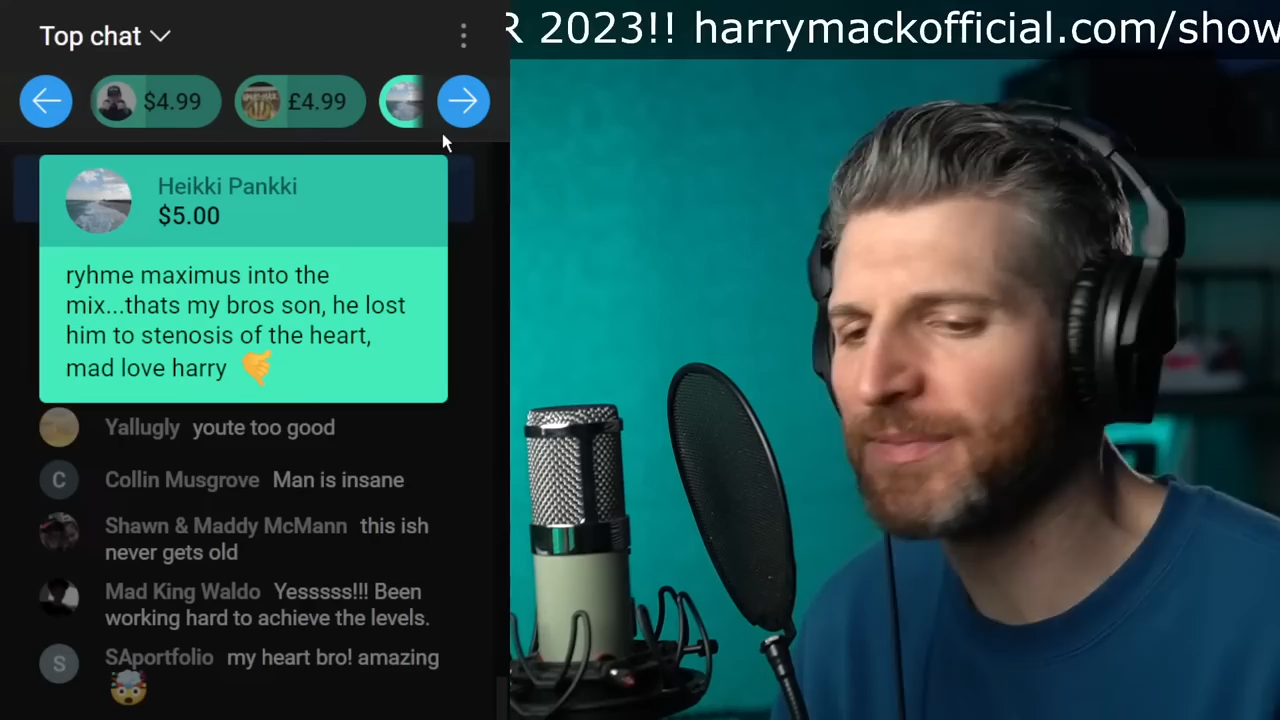 Top chat
R 2023!! harrymackofficial.com/show
$4.99
£4.99
Heikki Pankki
$5.00
ryhme maximus into the
mix...thats my bros son, he lost
him to stenosis of the heart,
mad love harry 🤙
Yallugly youte too good
C
Collin Musgrove Man is insane
Shawn & Maddy McMann this ish
never gets old
Mad King Waldo Yesssss!!! Been
working hard to achieve the levels.
S
SAportfolio my heart bro! amazing
🤯